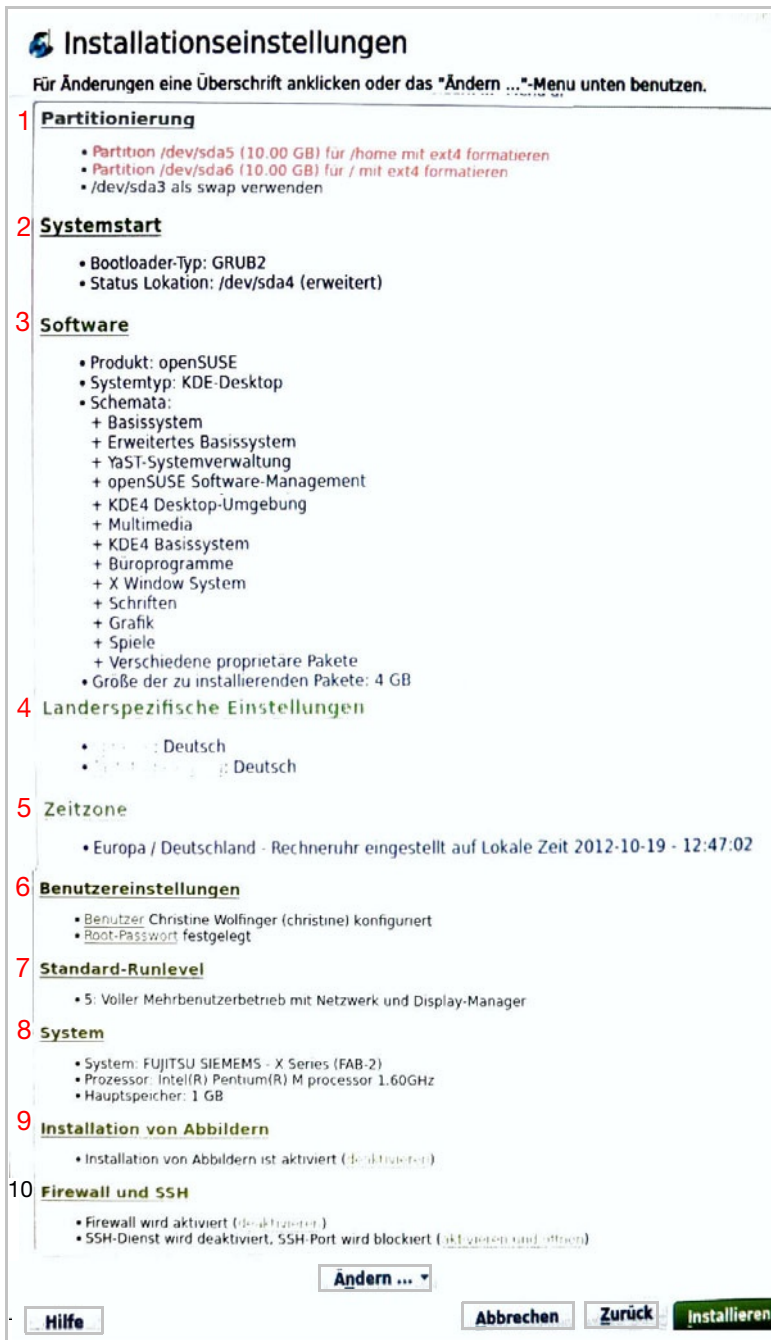 Installationseinstellungen
Für Änderungen eine Überschrift anklicken oder das "Ändern ..."-Menu unten benutzen.
1 Partitionierung
• Partition /dev/sda5 (10.00 GB) für /home mit ext4 formatieren
• Partition /dev/sda6 (10.00 GB) für / mit ext4 formatieren
• /dev/sda3 als swap verwenden
2 Systemstart
• Bootloader-Typ: GRUB2
• Status Lokation: /dev/sda4 (erweitert)
3 Software
• Produkt: openSUSE
• Systemtyp: KDE-Desktop
• Schemata:
+ Basissystem
+ Erweitertes Basissystem
+ YaST-Systemverwaltung
+ openSUSE Software-Management
+ KDE4 Desktop-Umgebung
+ Multimedia
+ KDE4 Basissystem
+ Büroprogramme
+ X Window System
+ Schriften
+ Grafik
+ Spiele
+ Verschiedene proprietäre Pakete
• Größe der zu installierenden Pakete: 4 GB
4 Länderspezifische Einstellungen
• : Deutsch
• : Deutsch
5 Zeitzone
• Europa / Deutschland - Rechneruhr eingestellt auf Lokale Zeit 2012-10-19 - 12:47:02
6 Benutzereinstellungen
• Benutzer Christine Wolfinger (christine) konfiguriert
• Root-Passwort festgelegt
7 Standard-Runlevel
• 5: Voller Mehrbenutzerbetrieb mit Netzwerk und Display-Manager
8 System
• System: FUJITSU SIEMEMS - X Series (FAB-2)
• Prozessor: Intel(R) Pentium(R) M processor 1.60GHz
• Hauptspeicher: 1 GB
9 Installation von Abbildern
• Installation von Abbildern ist aktiviert (deaktivieren)
10 Firewall und SSH
• Firewall wird aktiviert (deaktivieren)
• SSH-Dienst wird deaktiviert, SSH-Port wird blockiert (aktivieren und öffnen)
Ändern ...
Hilfe Abbrechen Zurück Installieren